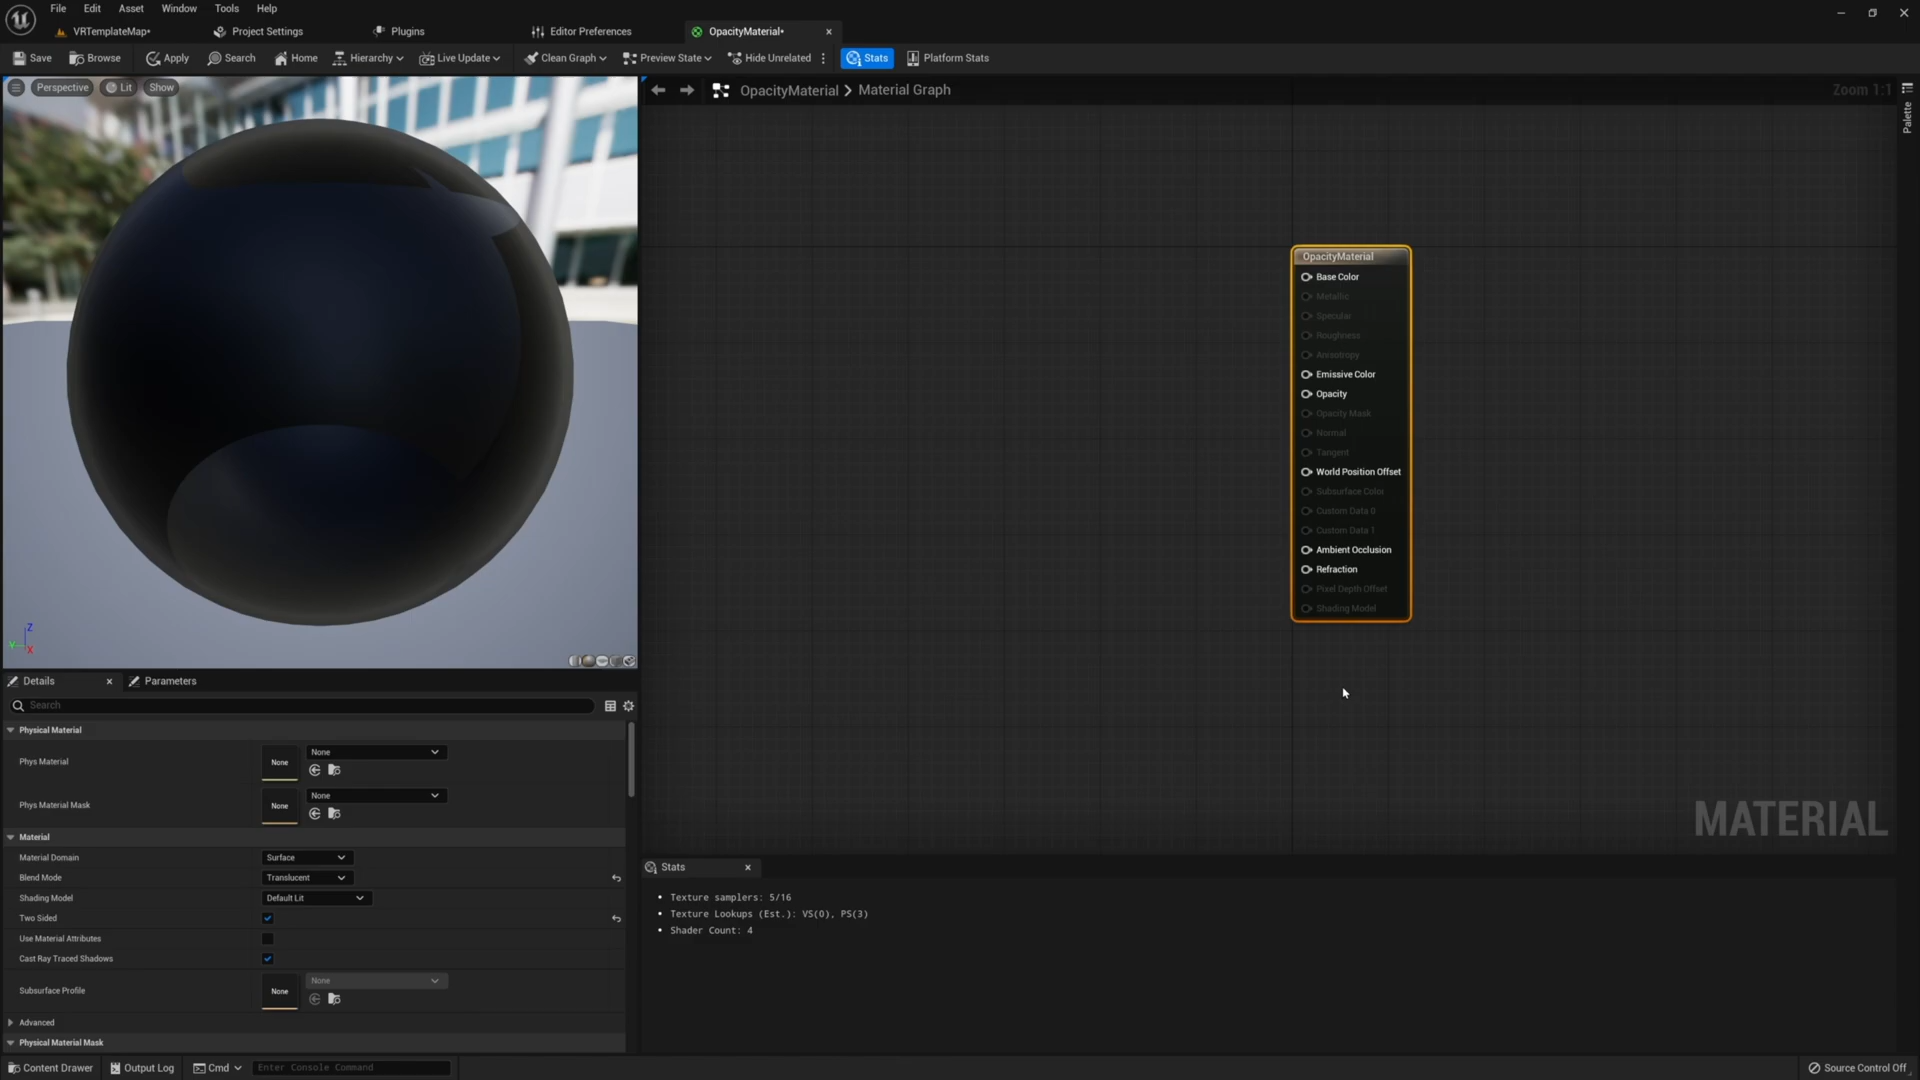 File Edit Asset Window Tools Help
VRTemplateMap* Project Settings Plugins Editor Preferences OpacityMaterial*
Save Browse Apply Search Home Hierarchy Live Update Clean Graph Preview State Hide Unrelated Stats Platform Stats
Perspective Lit Show
OpacityMaterial Material Graph
Zoom 1:1
Palette
OpacityMaterial
Base Color
Metallic
Specular
Roughness
Anisotropy
Emissive Color
Opacity
Opacity Mask
Normal
Tangent
World Position Offset
Subsurface Color
Custom Data 0
Custom Data 1
Ambient Occlusion
Refraction
Pixel Depth Offset
Shading Model
MATERIAL
Z
Y
X
Details Parameters
Search
Physical Material
Phys Material None None
Phys Material Mask None None
Material
Material Domain Surface
Blend Mode Translucent
Shading Model Default Lit
Two Sided
Use Material Attributes
Cast Ray Traced Shadows
Subsurface Profile None None
Advanced
Physical Material Mask
Stats
• Texture samplers: 5/16
• Texture Lookups (Est.): VS(0), PS(3)
• Shader Count: 4
Content Drawer Output Log Cmd Enter Console Command Source Control Off